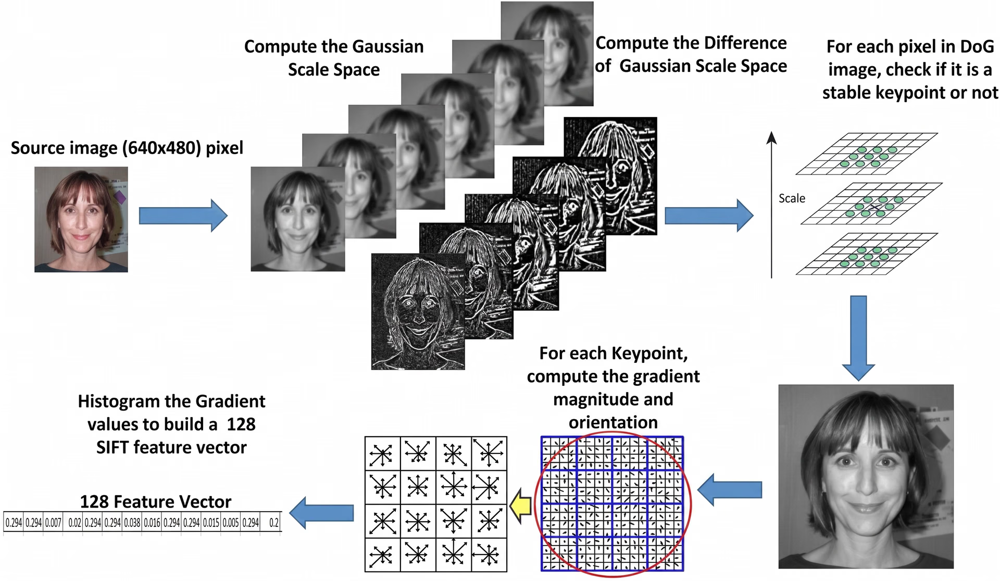 Compute the Gaussian
Scale Space
Compute the Difference
of Gaussian Scale Space
For each pixel in DoG
image, check if it is a
stable keypoint or not
Source image (640x480) pixel
Scale
For each Keypoint,
compute the gradient
magnitude and
orientation
Histogram the Gradient
values to build a 128
SIFT feature vector
128 Feature Vector
0.294 0.294 0.007 0.02 0.294 0.294 0.038 0.016 0.294 0.294 0.015 0.005 0.294 0.2